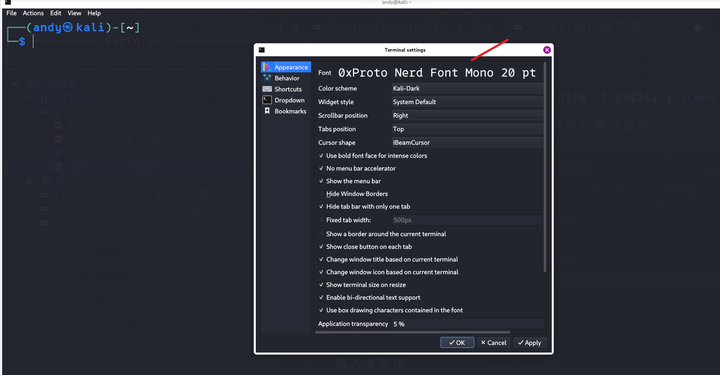 andy@kali: ~
File Actions Edit View Help
(andy㉿kali)-[~]
$
Terminal settings
Appearance
Behavior
Shortcuts
Dropdown
Bookmarks
Font 0xProto Nerd Font Mono 20 pt
Color scheme Kali-Dark
Widget style System Default
Scrollbar position Right
Tabs position Top
Cursor shape IBeamCursor
Use bold font face for intense colors
No menu bar accelerator
Show the menu bar
Hide Window Borders
Hide tab bar with only one tab
Fixed tab width: 500px
Show a border around the current terminal
Show close button on each tab
Change window title based on current terminal
Change window icon based on current terminal
Show terminal size on resize
Enable bi-directional text support
Use box drawing characters contained in the font
Application transparency 5 %
OK Cancel Apply